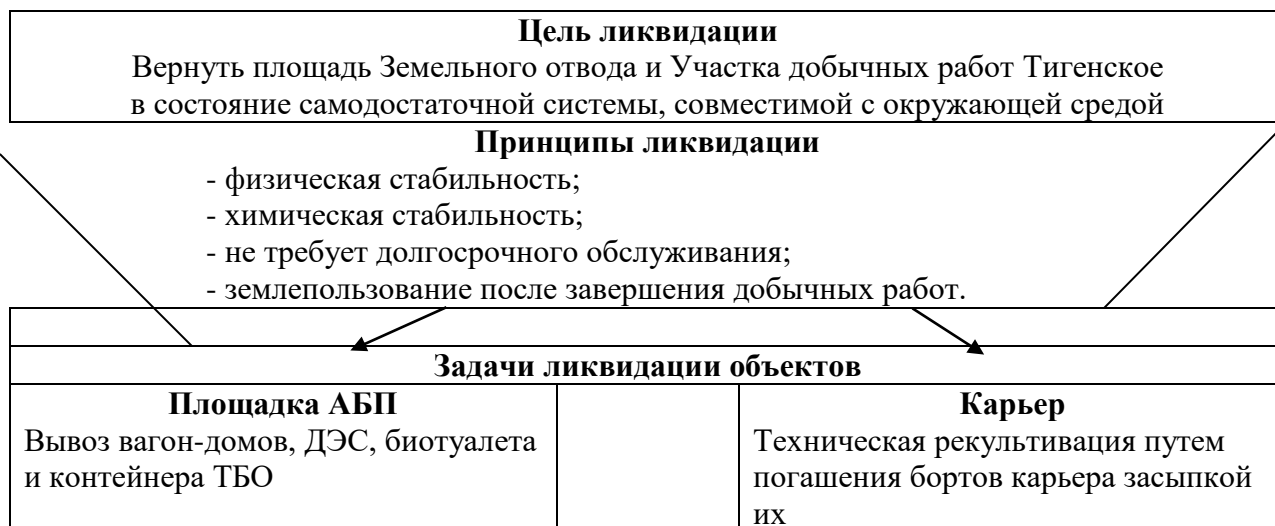 Цель ликвидации
Вернуть площадь Земельного отвода и Участка добычных работ Тигенское
в состояние самодостаточной системы, совместимой с окружающей средой
Принципы ликвидации
- физическая стабильность;
- химическая стабильность;
- не требует долгосрочного обслуживания;
- землепользование после завершения добычных работ.
Задачи ликвидации объектов
Площадка АБП
Вывоз вагон-домов, ДЭС, биотуалета
и контейнера ТБО
Карьер
Техническая рекультивация путем
погашения бортов карьера засыпкой
их